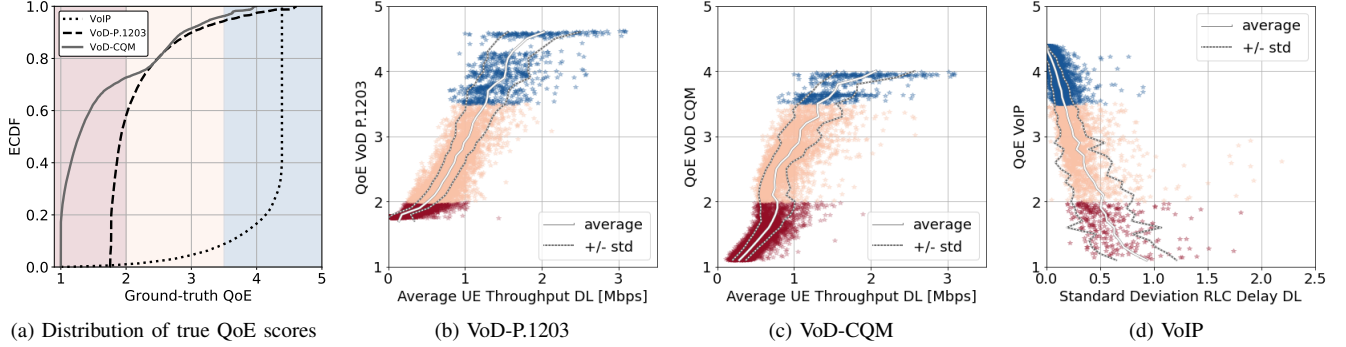 VoIP
VoD-P.1203
VoD-CQM
ECDF
1.0
0.8
0.6
0.4
0.2
0.0
1 2 3 4 5
Ground-truth QoE
(a) Distribution of true QoE scores
QoE VoD P.1203
5
4
3
2
1
average
+/- std
0 1 2 3
Average UE Throughput DL [Mbps]
(b) VoD-P.1203
QoE VoD CQM
5
4
3
2
1
average
+/- std
0 1 2 3
Average UE Throughput DL [Mbps]
(c) VoD-CQM
QoE VoIP
5
4
3
2
1
average
+/- std
0.0 0.5 1.0 1.5 2.0 2.5
Standard Deviation RLC Delay DL
(d) VoIP